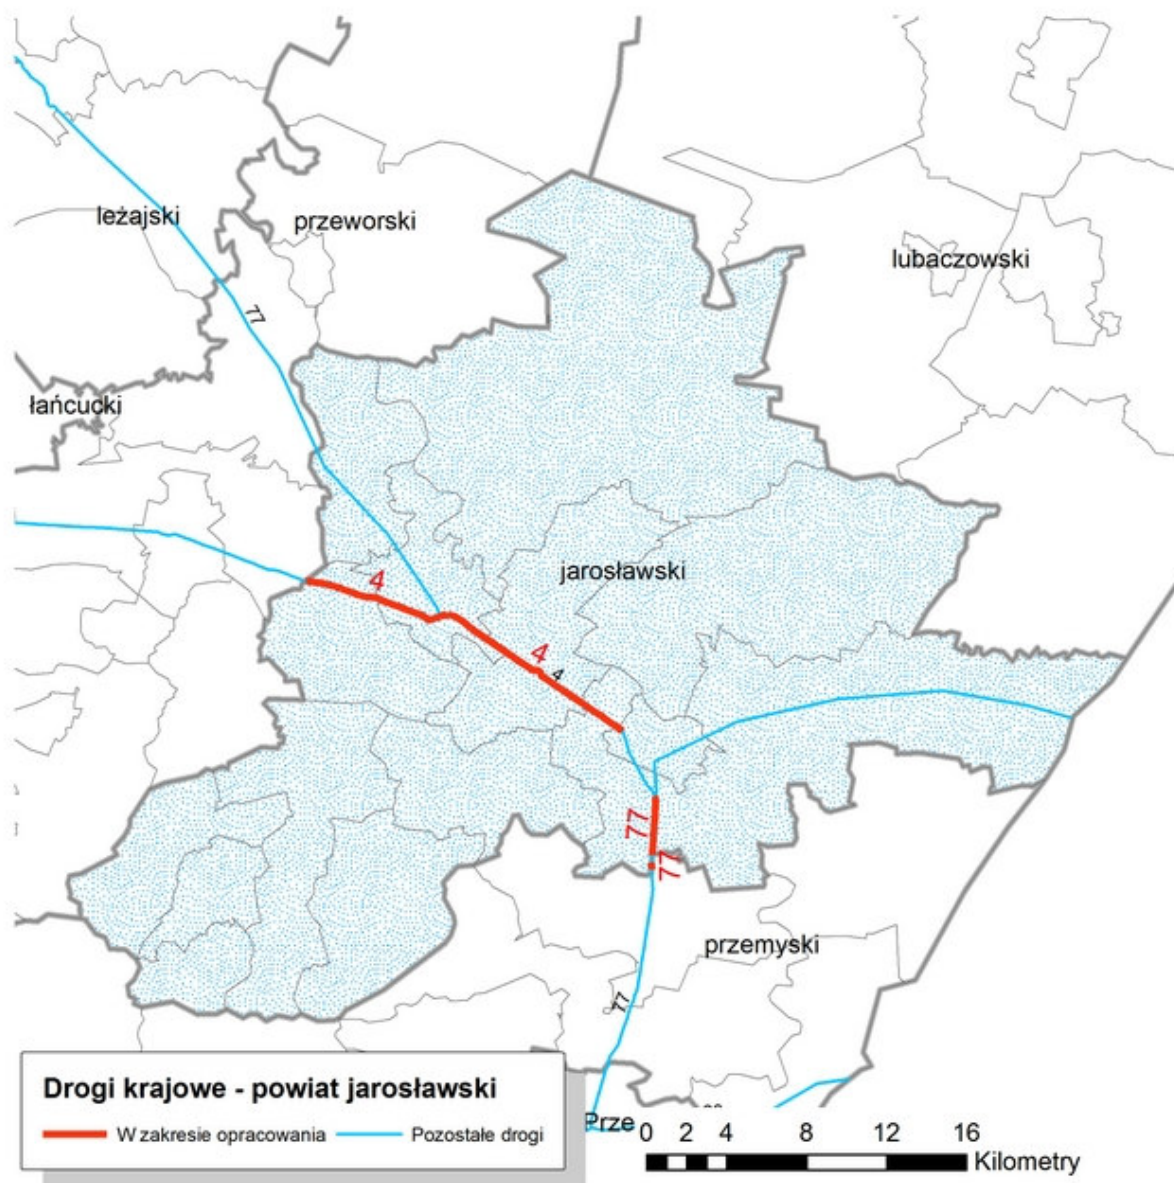 leżajski
przeworski
lubaczowski
77
łańcucki
jarosławski
4
4
4
77
77
przemyski
77
Drogi krajowe - powiat jarosławski
W zakresie opracowania
Pozostałe drogi
Prze
0 2 4 8 12 16
Kilometry